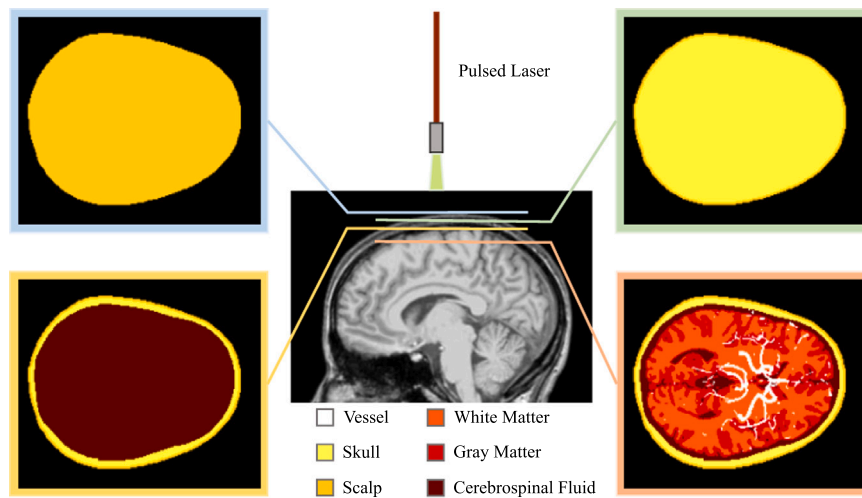 Pulsed Laser
Vessel
White Matter
Skull
Gray Matter
Scalp
Cerebrospinal Fluid